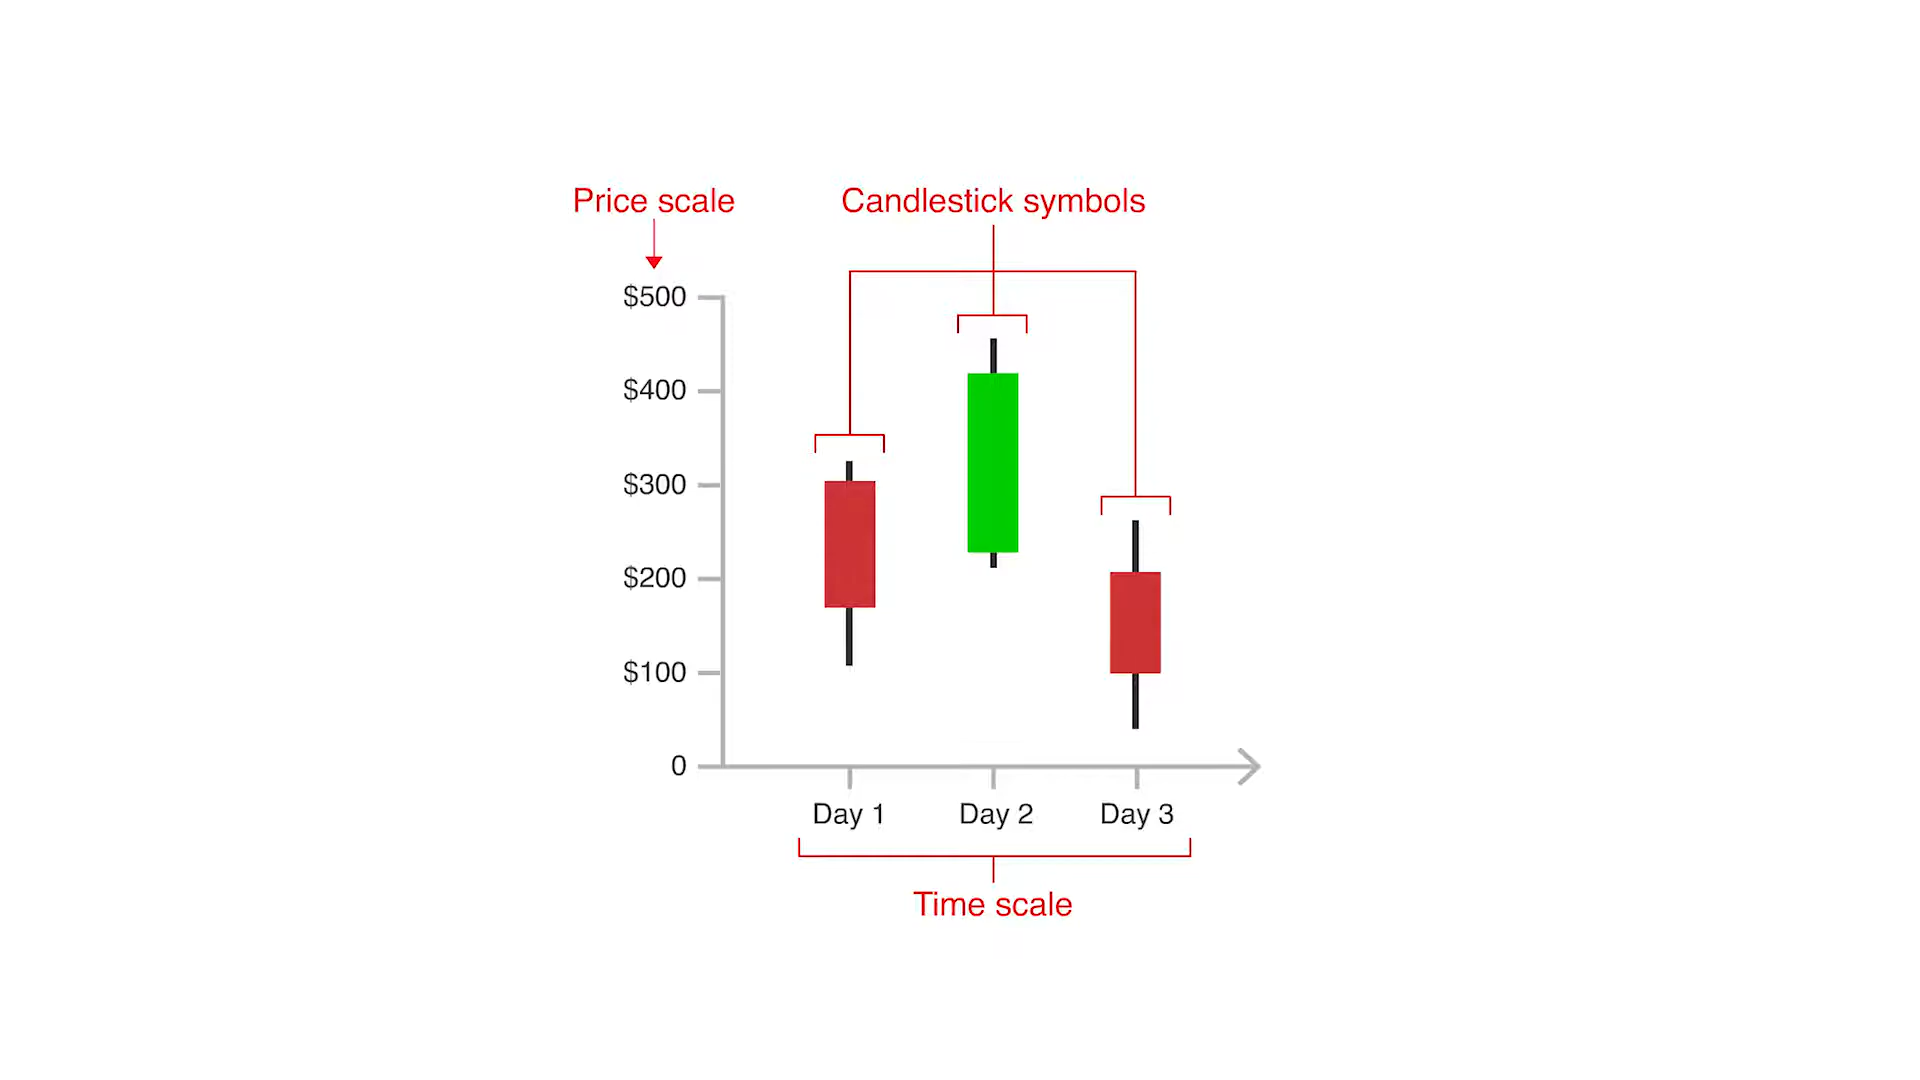 Price scale
Candlestick symbols
$500
$400
$300
$200
$100
0
Day 1
Day 2
Day 3
Time scale